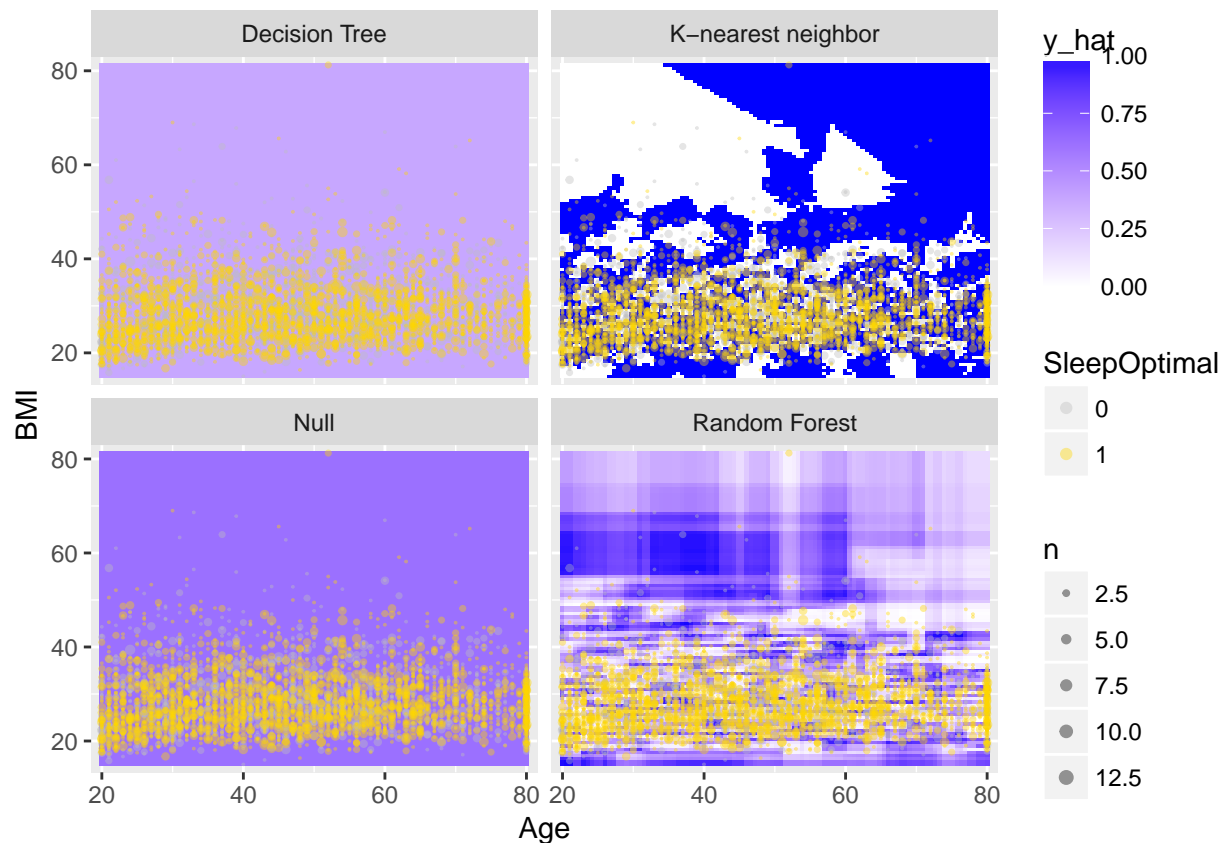 Decision Tree
K−nearest neighbor
80
60
40
20
Null
Random Forest
80
60
40
20
BMI
20 40 60 80
20 40 60 80
Age
y_hat
1.00
0.75
0.50
0.25
0.00
SleepOptimal
0
1
n
2.5
5.0
7.5
10.0
12.5